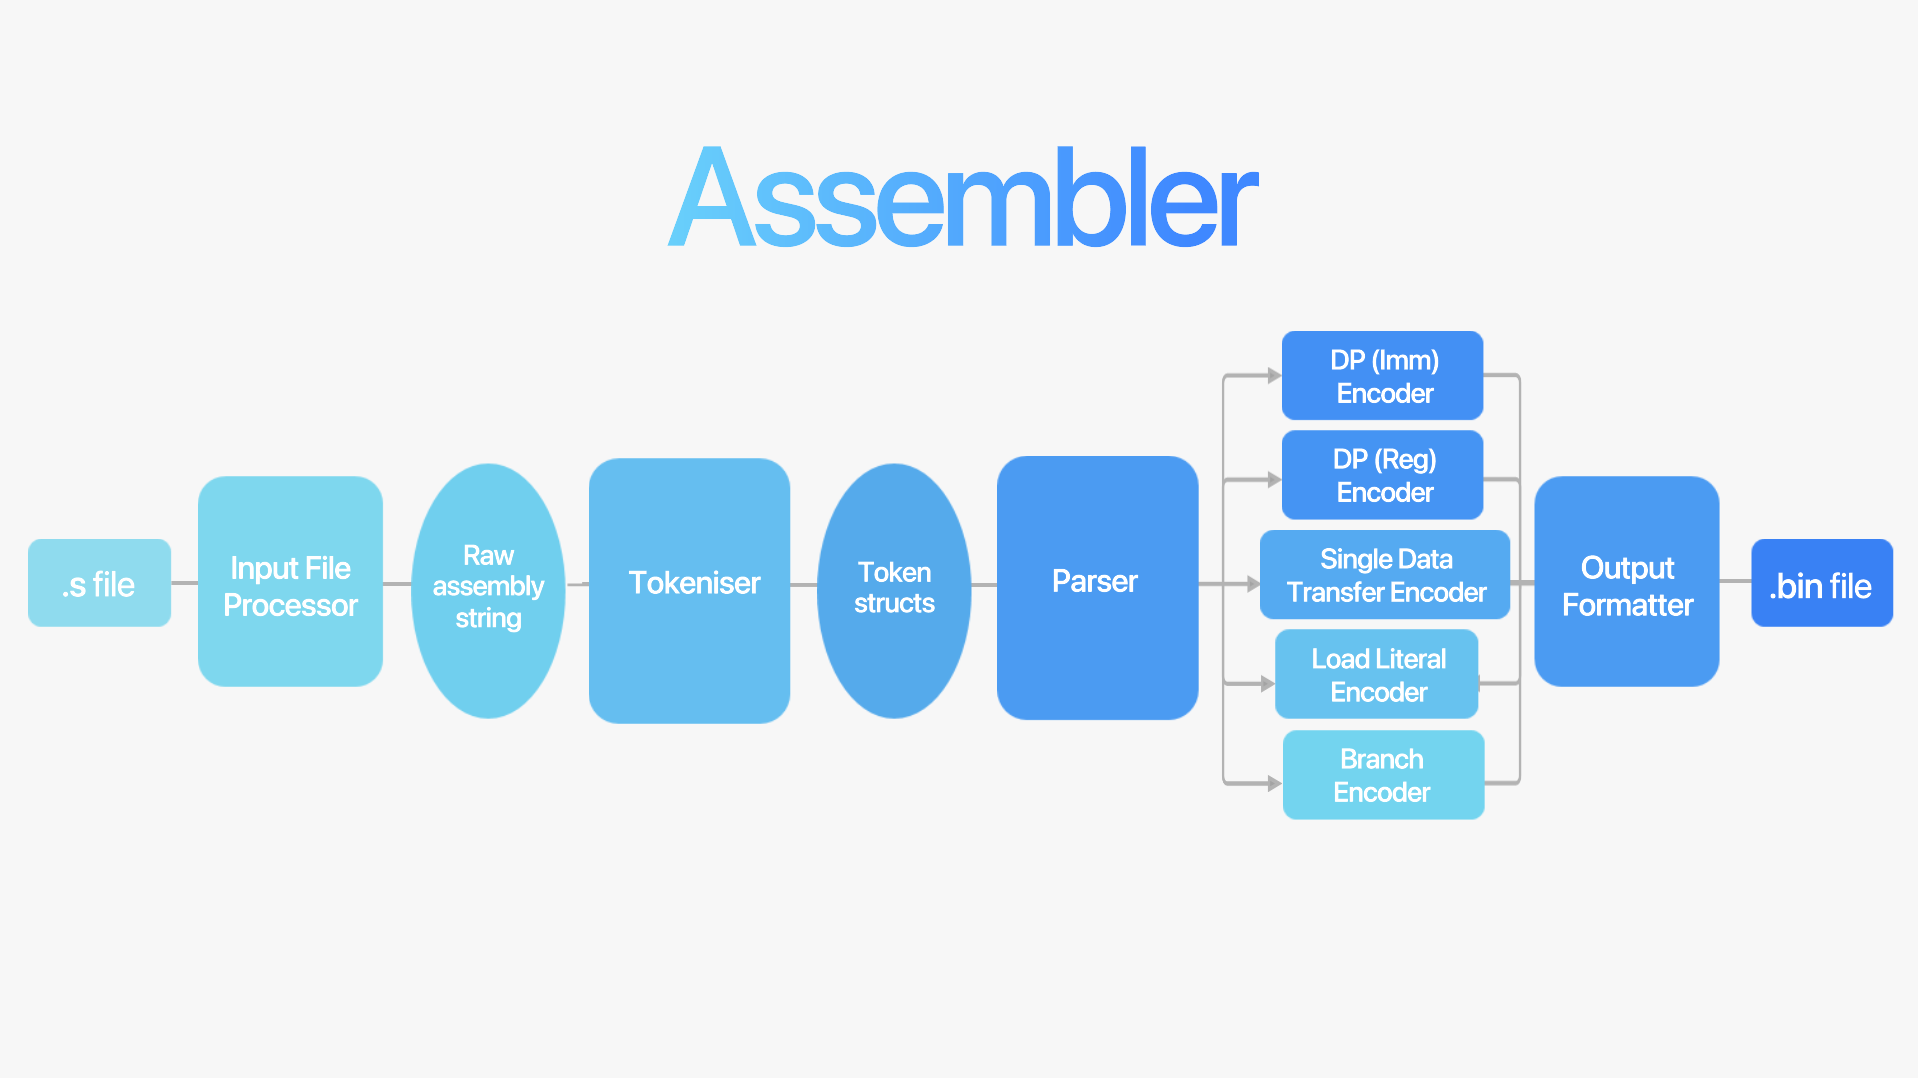 Assembler
.s file
Input File
Processor
Raw
assembly
string
Tokeniser
Token
structs
Parser
DP (Imm)
Encoder
DP (Reg)
Encoder
Single Data
Transfer Encoder
Load Literal
Encoder
Branch
Encoder
Output
Formatter
.bin file